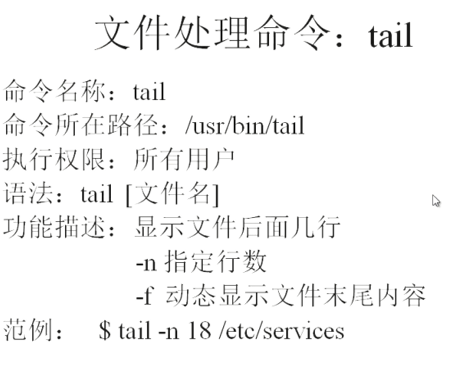 文件处理命令：tail
命令名称：tail
命令所在路径：/usr/bin/tail
执行权限：所有用户
语法：tail [文件名]
功能描述：显示文件后面几行
-n 指定行数
-f 动态显示文件末尾内容
范例： $ tail -n 18 /etc/services